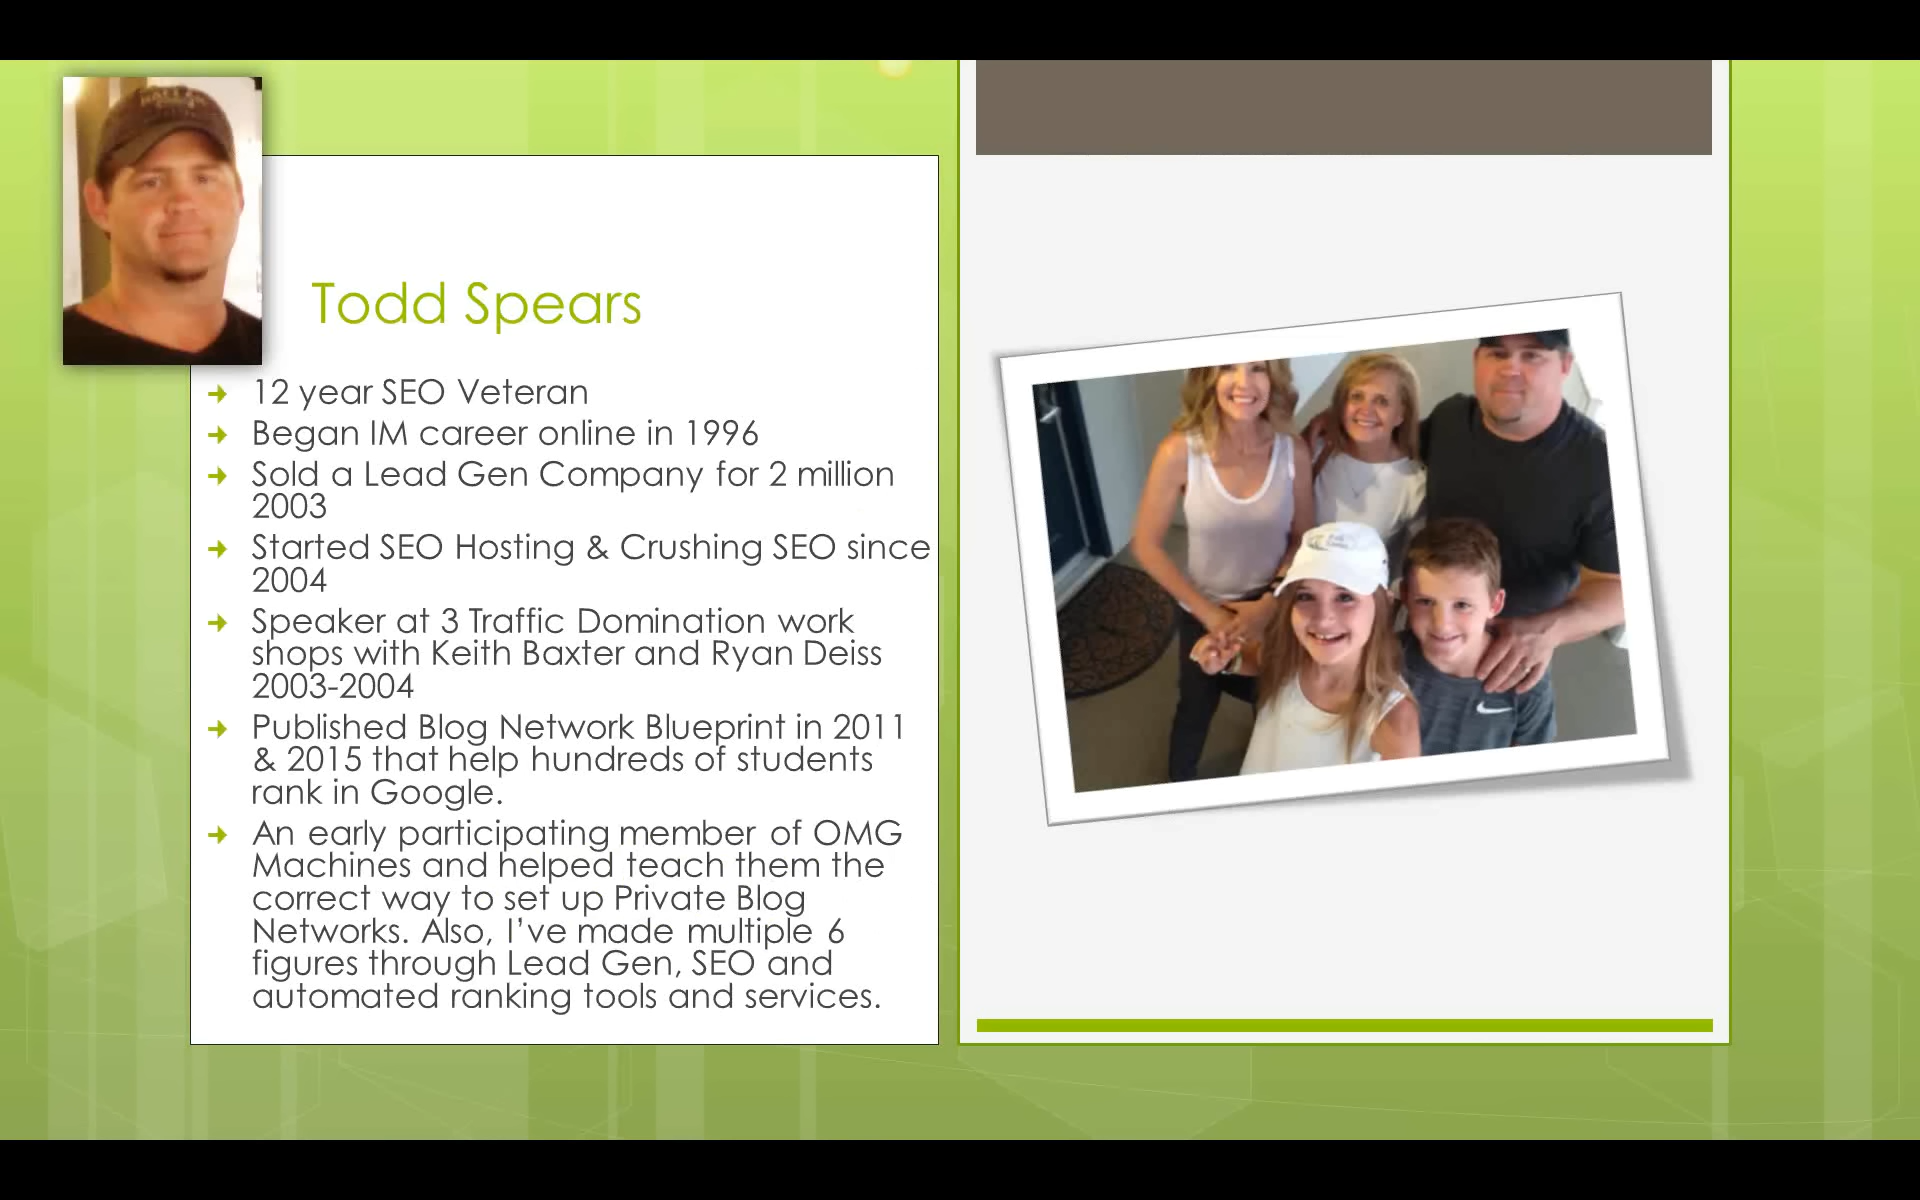 Todd Spears
12 year SEO Veteran
Began IM career online in 1996
Sold a Lead Gen Company for 2 million
2003
Started SEO Hosting & Crushing SEO since
2004
Speaker at 3 Traffic Domination work
shops with Keith Baxter and Ryan Deiss
2003-2004
Published Blog Network Blueprint in 2011
& 2015 that help hundreds of students
rank in Google.
An early participating member of OMG
Machines and helped teach them the
correct way to set up Private Blog
Networks. Also, I’ve made multiple 6
figures through Lead Gen, SEO and
automated ranking tools and services.